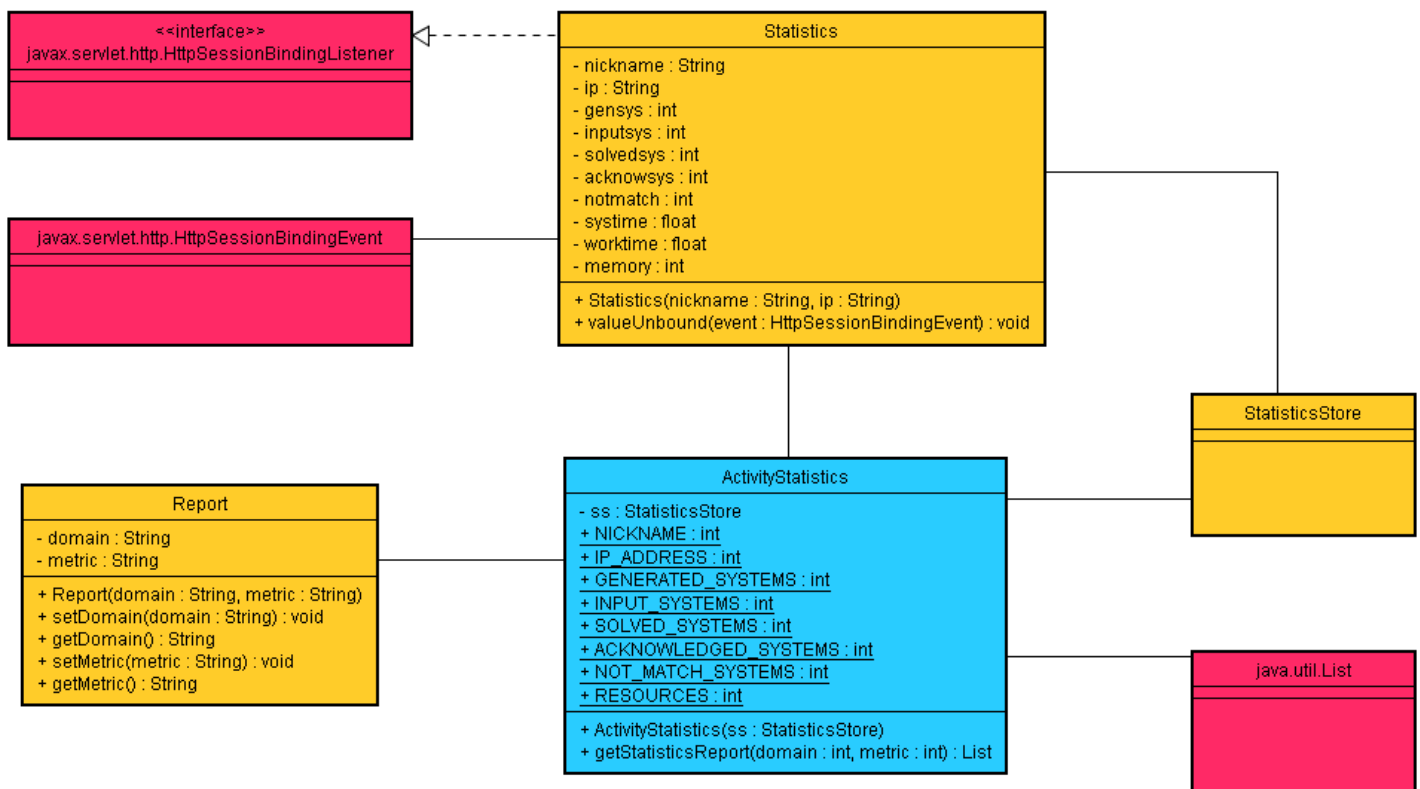 <<interface>>
javax.servlet.http.HttpSessionBindingListener
Statistics
- nickname : String
- ip : String
- gensys : int
- inputsys : int
- solvedsys : int
- acknowsys : int
- notmatch : int
- systime : float
- worktime : float
- memory : int
+ Statistics(nickname : String, ip : String)
+ valueUnbound(event : HttpSessionBindingEvent) : void
javax.servlet.http.HttpSessionBindingEvent
StatisticsStore
Report
- domain : String
- metric : String
+ Report(domain : String, metric : String)
+ setDomain(domain : String) : void
+ getDomain() : String
+ setMetric(metric : String) : void
+ getMetric() : String
ActivityStatistics
- ss : StatisticsStore
+ NICKNAME : int
+ IP_ADDRESS : int
+ GENERATED_SYSTEMS : int
+ INPUT_SYSTEMS : int
+ SOLVED_SYSTEMS : int
+ ACKNOWLEDGED_SYSTEMS : int
+ NOT_MATCH_SYSTEMS : int
+ RESOURCES : int
+ ActivityStatistics(ss : StatisticsStore)
+ getStatisticsReport(domain : int, metric : int) : List
java.util.List